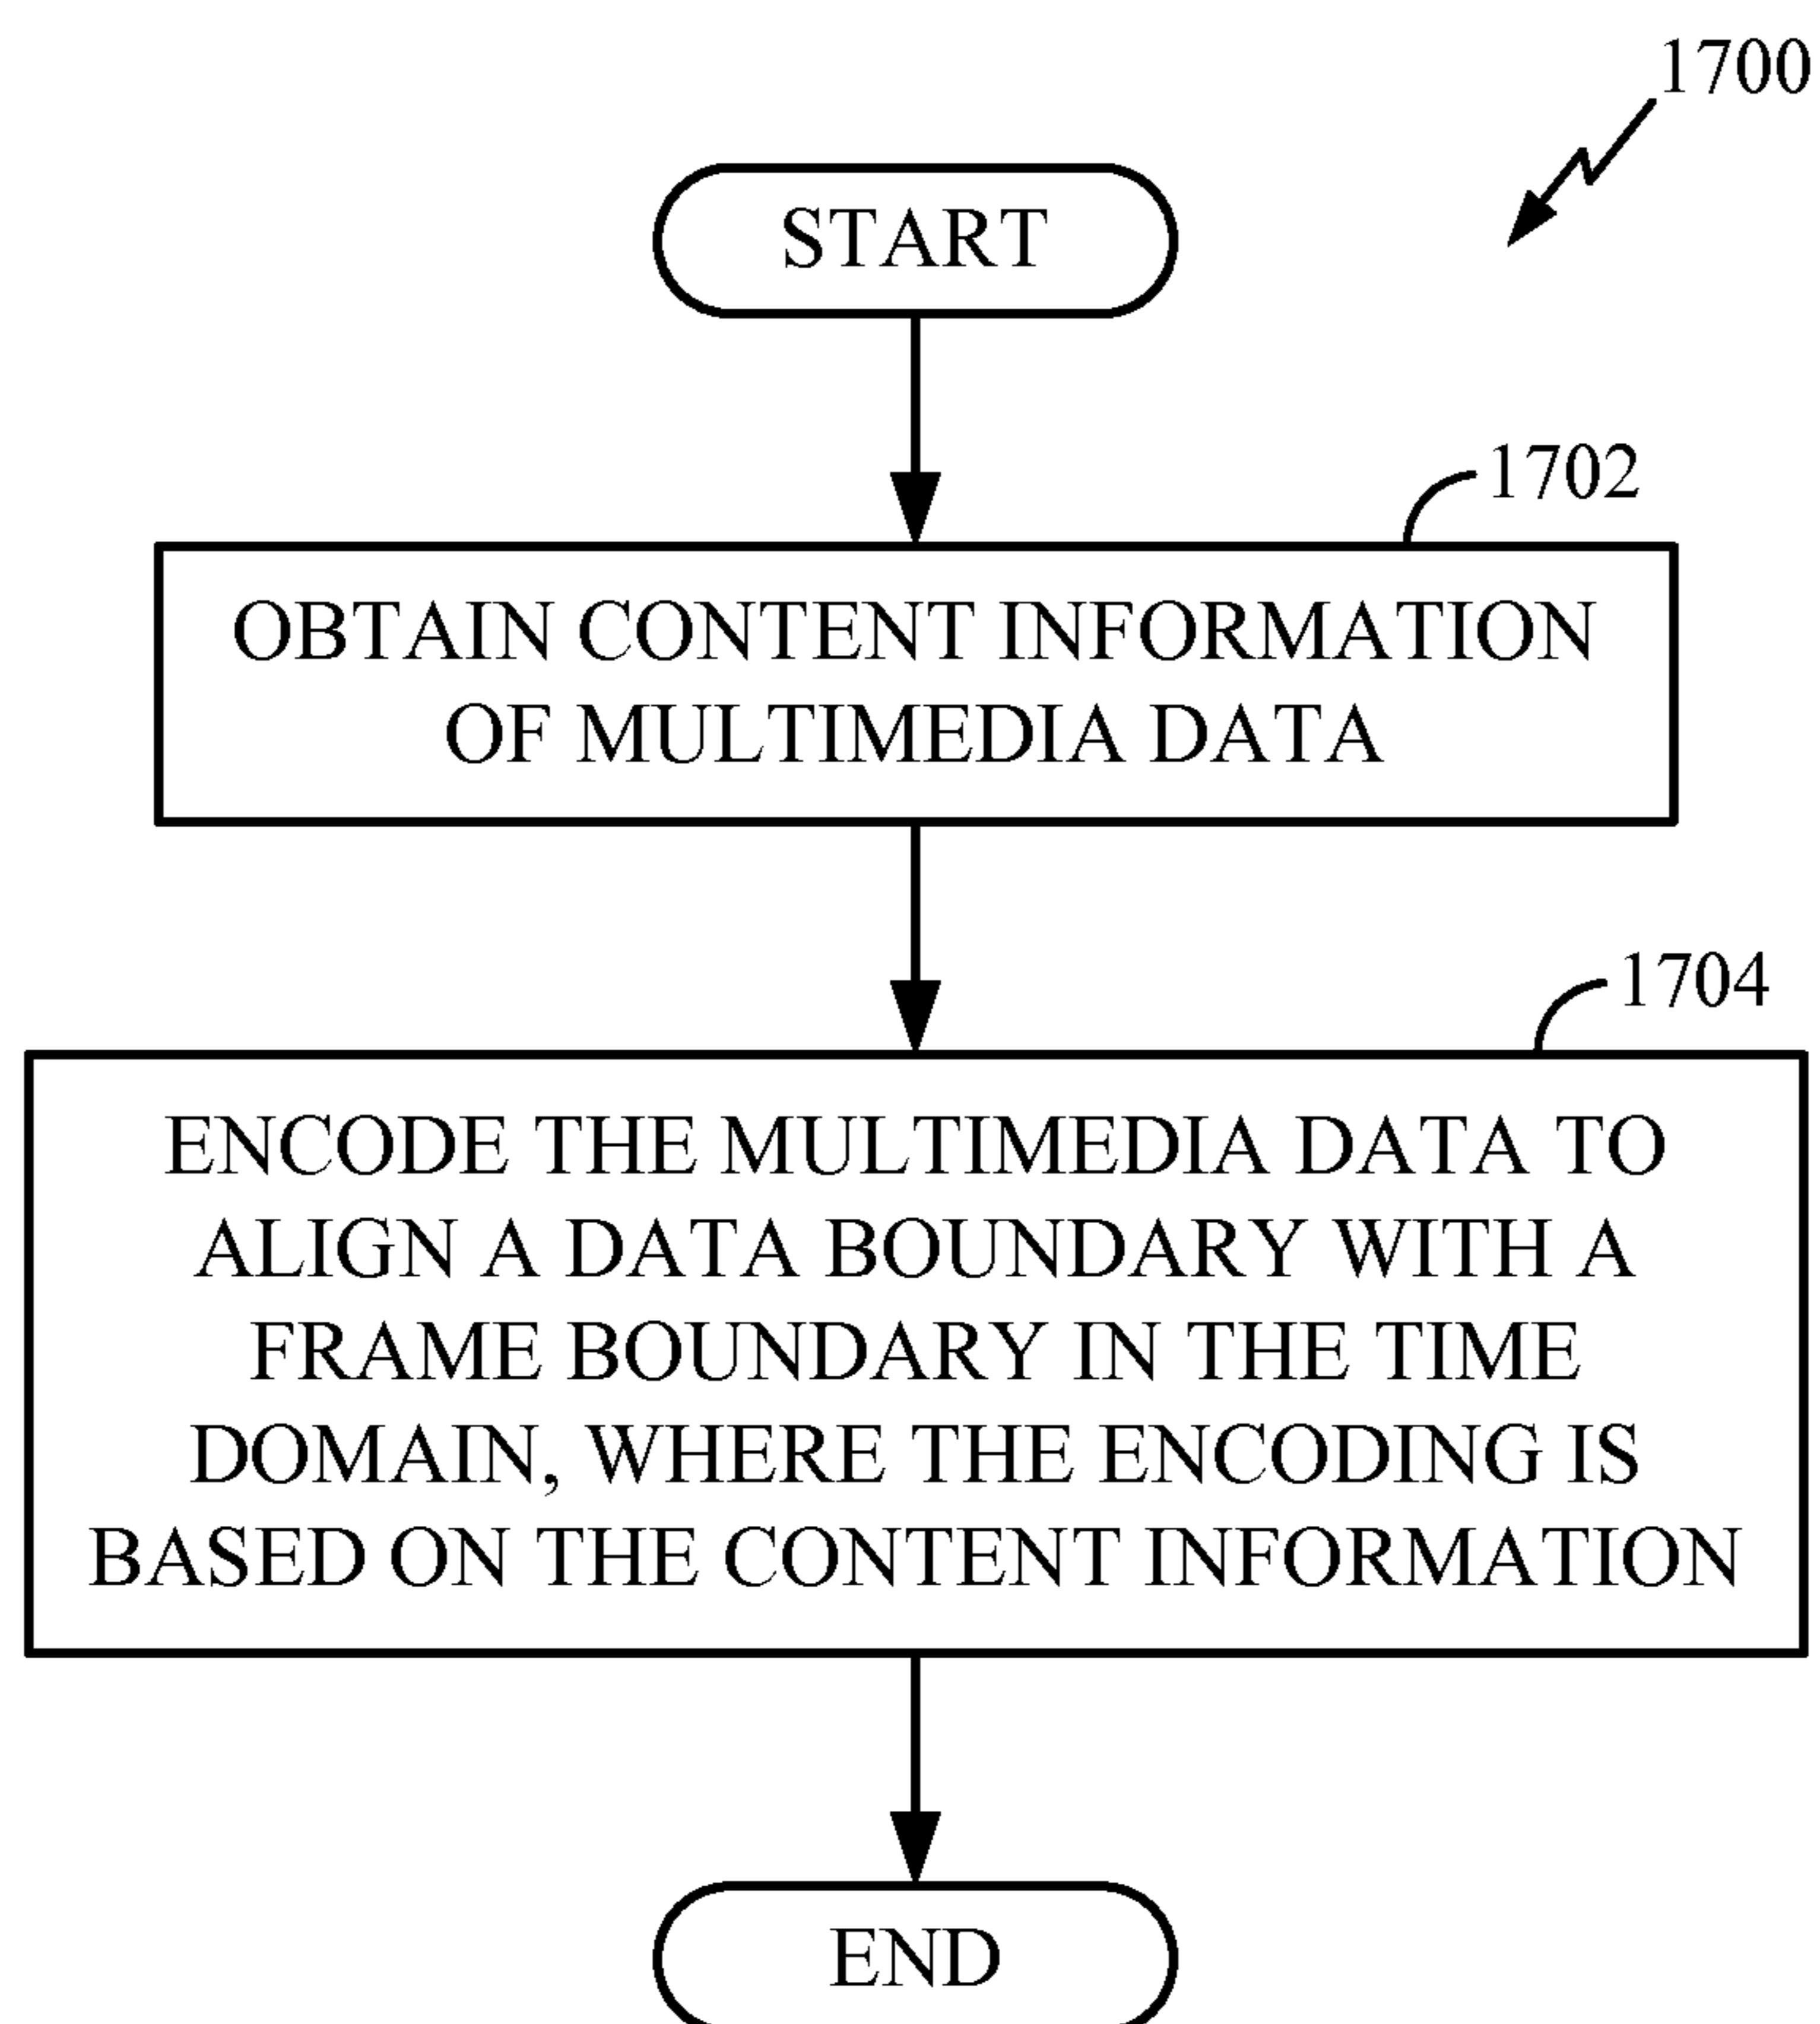 1700
START
1702
OBTAIN CONTENT INFORMATION
OF MULTIMEDIA DATA
1704
ENCODE THE MULTIMEDIA DATA TO
ALIGN A DATA BOUNDARY WITH A
FRAME BOUNDARY IN THE TIME
DOMAIN, WHERE THE ENCODING IS
BASED ON THE CONTENT INFORMATION
END